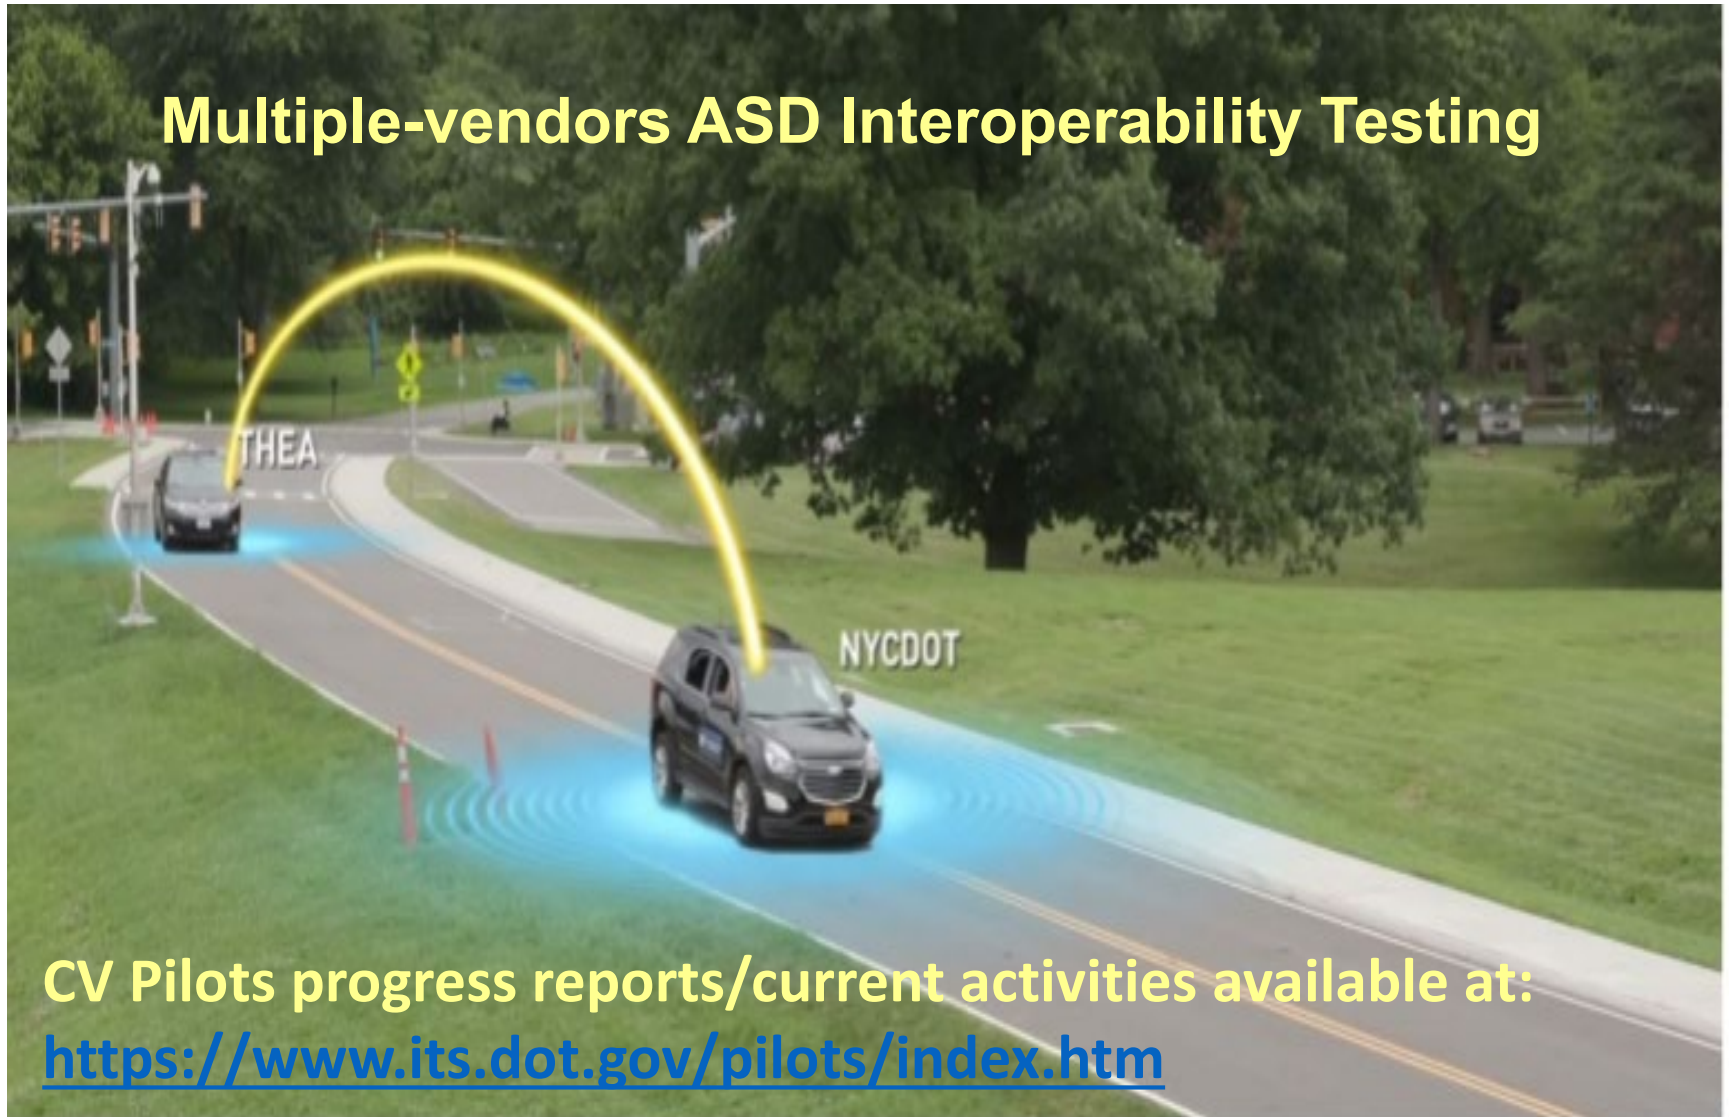 Multiple-vendors ASD Interoperability Testing
THEA
NYCDOT
CV Pilots progress reports/current activities available at:
https://www.its.dot.gov/pilots/index.htm